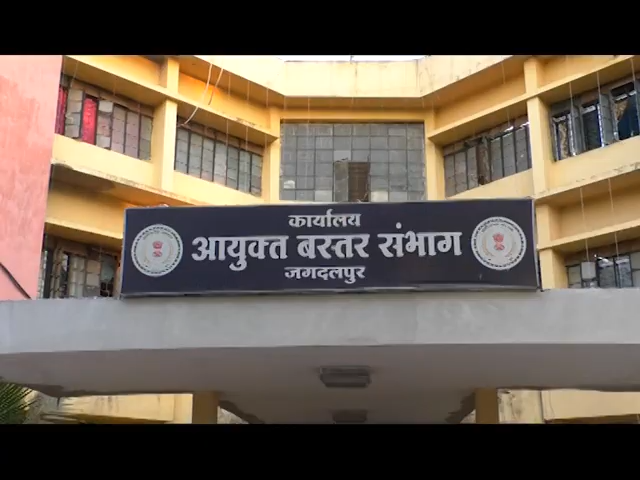 कार्यालय
आयुक्त बस्तर संभाग
जगदलपुर